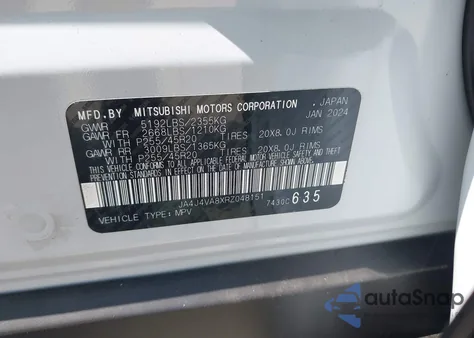 MFD.BY MITSUBISHI MOTORS CORPORATION .JAPAN
GVWR 5192LBS/2355KG JAN 2024
GAWR FR 2668LBS/1210KG
WITH P255/45R20 TIRES 20X8.0J RIMS
GAWR RR 3009LBS/1365KG
WITH P255/45R20 TIRES 20X8.0J RIMS
THIS VEHICLE CONFORMS TO ALL APPLICABLE FEDERAL MOTOR
VEHICLE SAFETY, BUMPER, AND THEFT
PREVENTION STANDARDS IN EFFECT ON THE DATE OF MANUFACTURE SHOWN ABOVE.
JA4J4VA8XRZ048151 7430C 635
VEHICLE TYPE: MPV
autaSnap